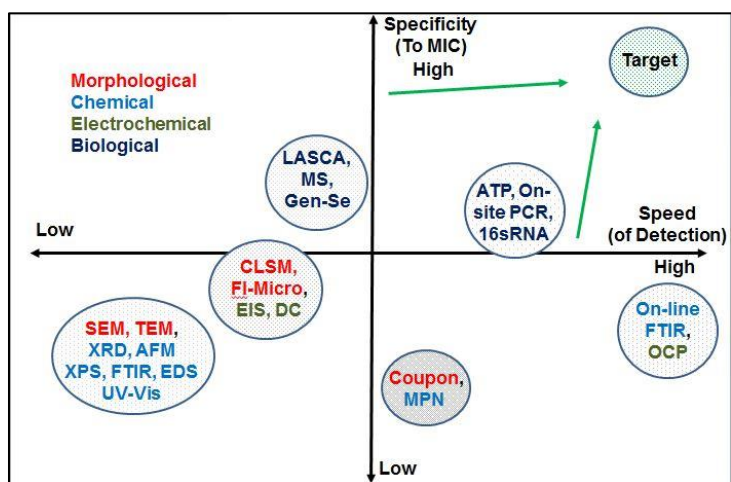 Specificity
(To MIC)
High
Target
Morphological
Chemical
Electrochemical
Biological
LASCA,
MS,
Gen-Se
ATP, On-
site PCR,
16sRNA
Low
Speed
(of Detection)
High
CLSM,
Fl-Micro,
EIS, DC
On-line
FTIR,
OCP
SEM, TEM,
XRD, AFM
XPS, FTIR, EDS
UV-Vis
Coupon,
MPN
Low